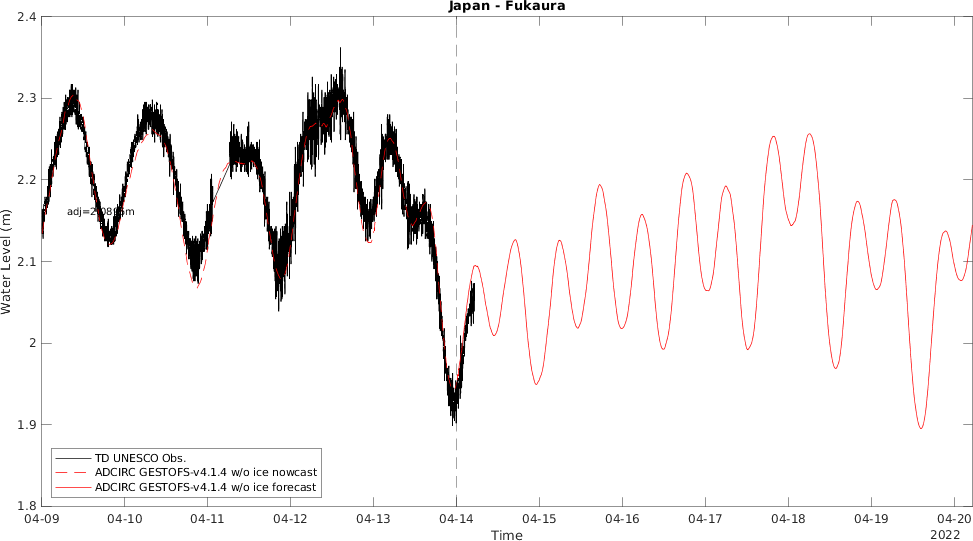 Japan - Fukaura
2.4
2.3
2.2
2.1
2
1.9
1.8
Water Level (m)
TD UNESCO Obs.
ADCIRC GESTOFS-v4.1.4 w/o ice nowcast
ADCIRC GESTOFS-v4.1.4 w/o ice forecast
04-09 04-10 04-11 04-12 04-13 04-14 04-15 04-16 04-17 04-18 04-19 04-20
Time
2022